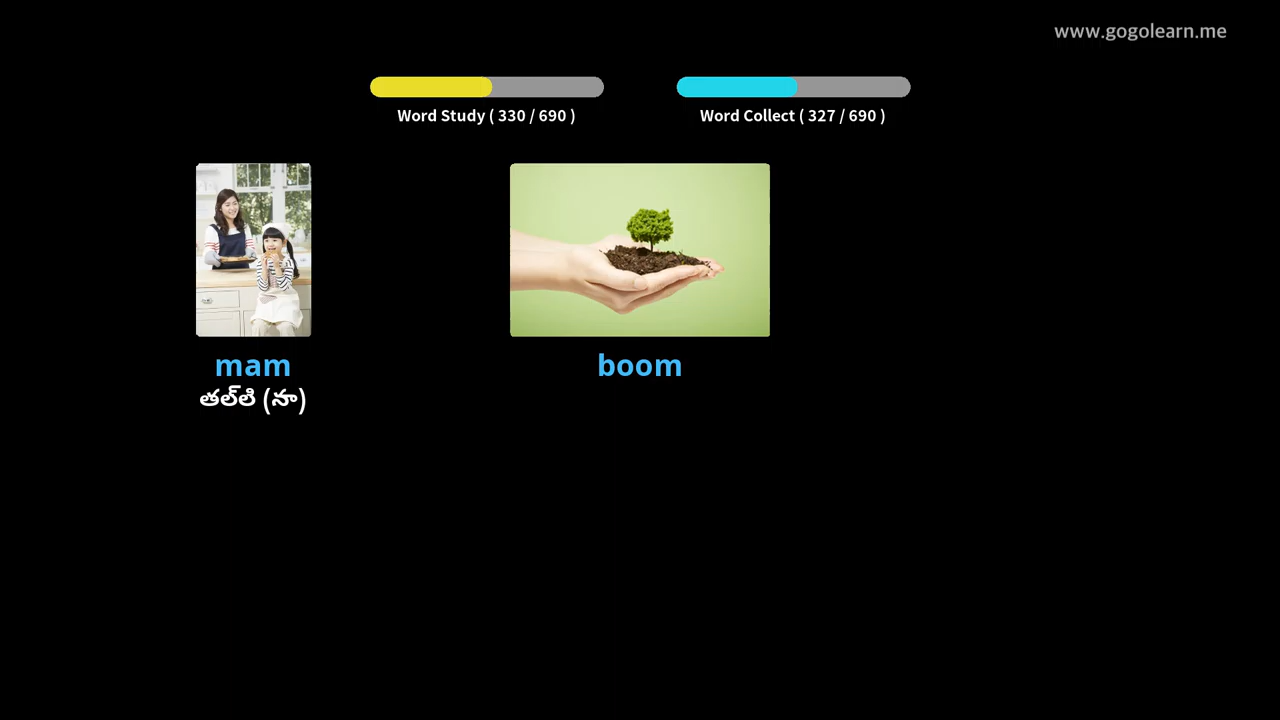 www.gogolearn.me
Word Study ( 330 / 690 )
Word Collect ( 327 / 690 )
mam
తల్‌లి (నా)
boom